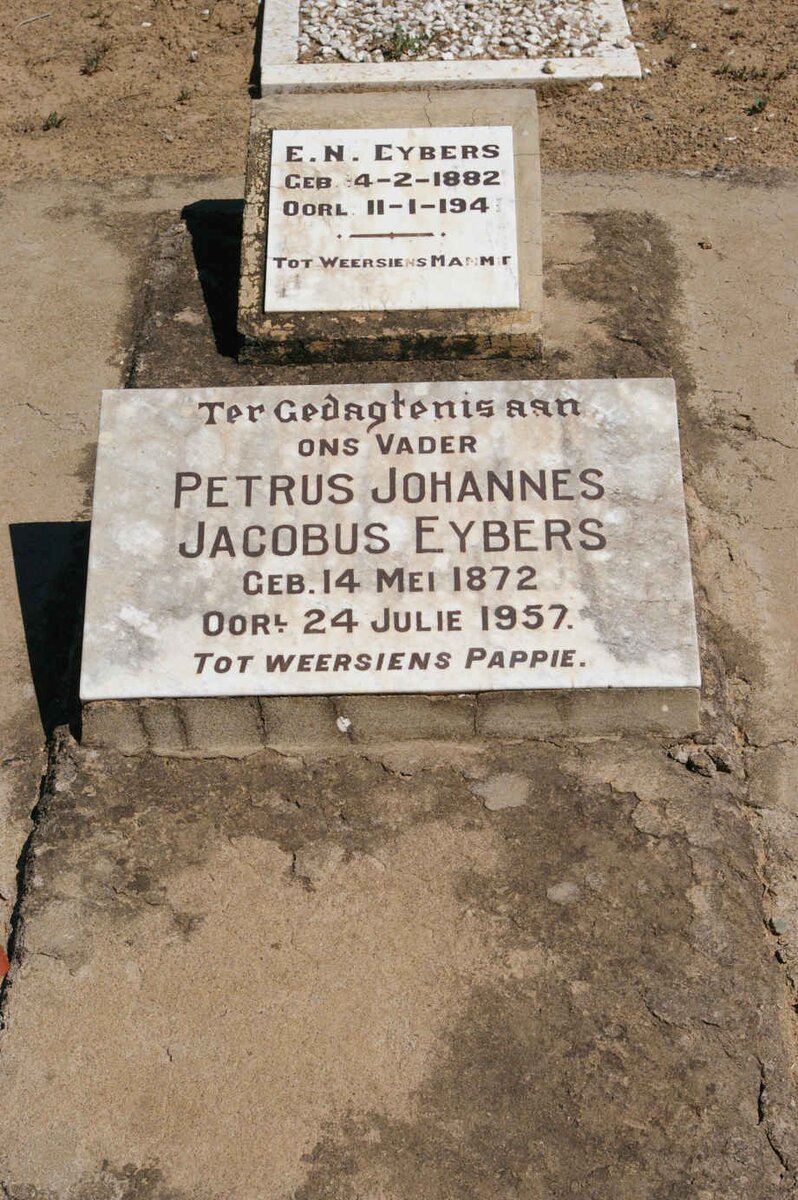 E.N. EYBERS
GEB. 4-2-1882
OORL 11-1-194
TOT WEERSIENS
TER GEDAGTENIS AAN
ONS VADER
PETRUS JOHANNES
JACOBUS EYBERS
GEB. 14 MEI 1872
OORL. 24 JULIE 1957.
TOT WEERSIENS PAPPIE.